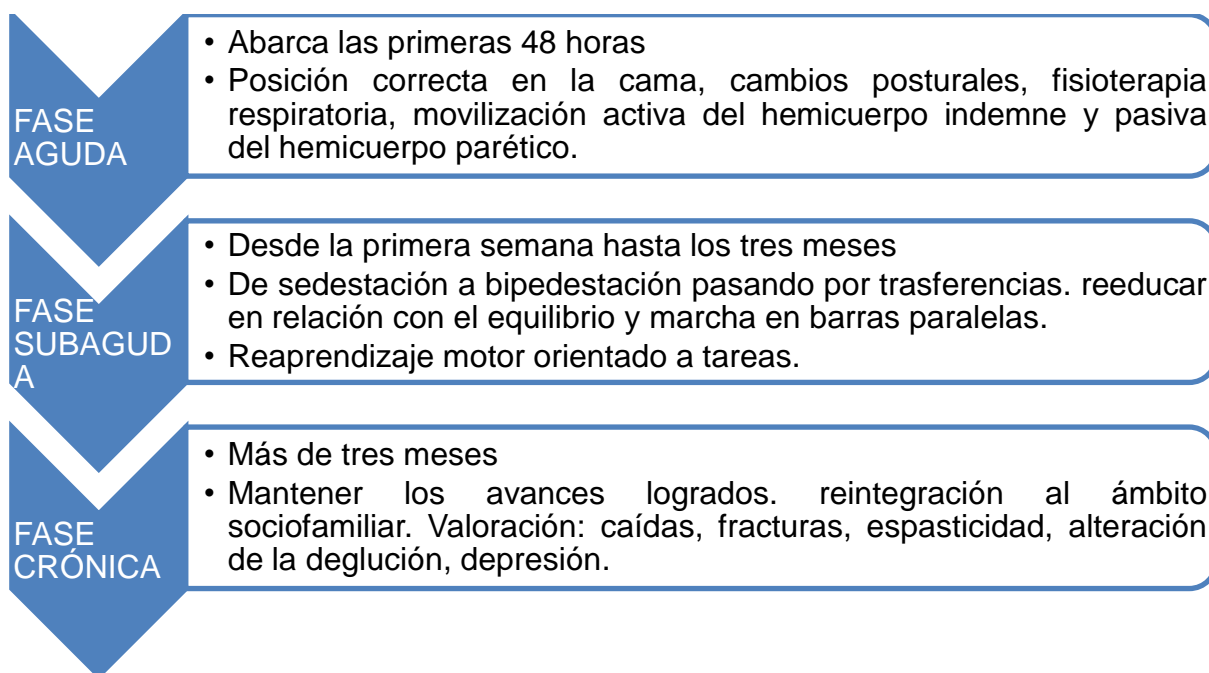 FASE
AGUDA
• Abarca las primeras 48 horas
• Posición correcta en la cama, cambios posturales, fisioterapia
respiratoria, movilización activa del hemicuerpo indemne y pasiva
del hemicuerpo parético.
FASE
SUBAGUD
A
• Desde la primera semana hasta los tres meses
• De sedestación a bipedestación pasando por trasferencias. reeducar
en relación con el equilibrio y marcha en barras paralelas.
• Reaprendizaje motor orientado a tareas.
FASE
CRÓNICA
• Más de tres meses
• Mantener los avances logrados. reintegración al ámbito
sociofamiliar. Valoración: caídas, fracturas, espasticidad, alteración
de la deglución, depresión.